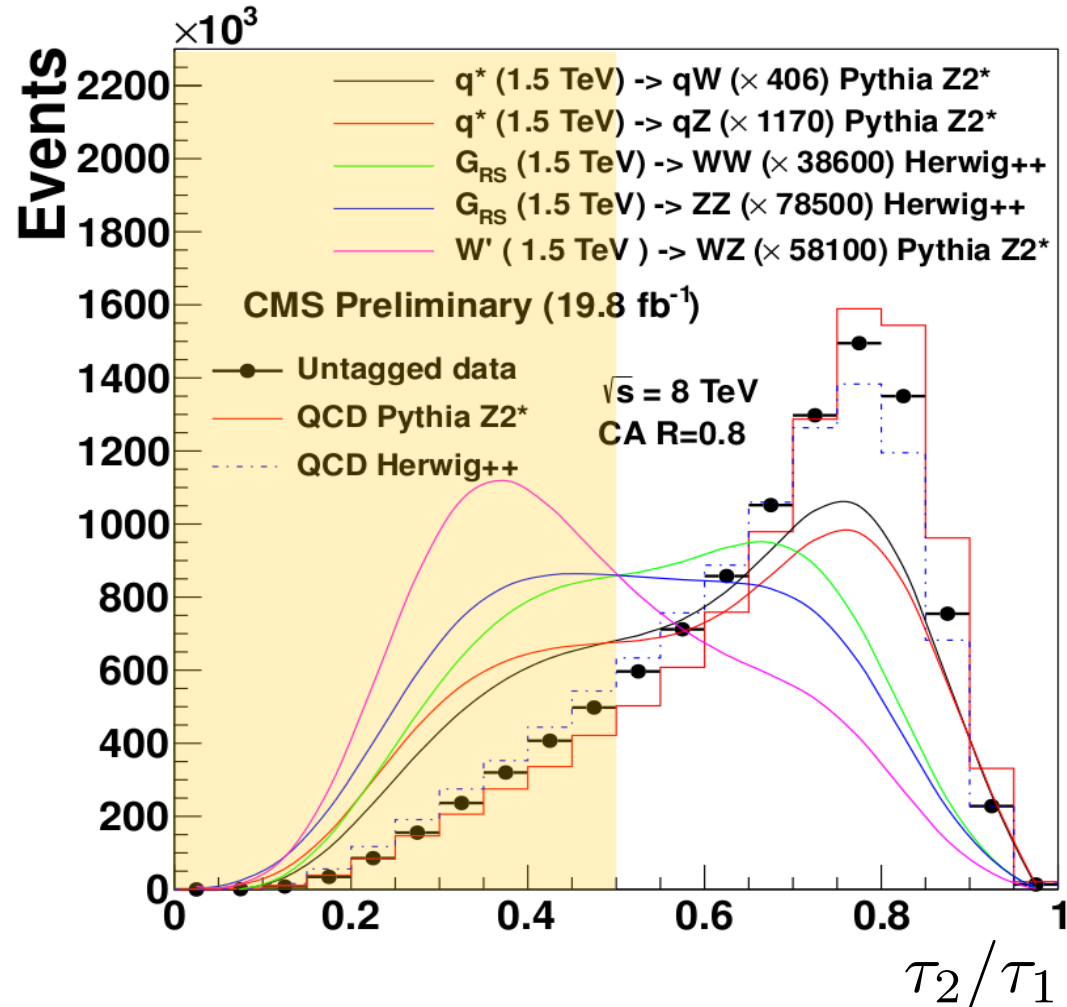 ×10³
Events
2200
2000
1800
1600
1400
1200
1000
800
600
400
200
0
q* (1.5 TeV) -> qW (× 406) Pythia Z2*
q* (1.5 TeV) -> qZ (× 1170) Pythia Z2*
G_RS (1.5 TeV) -> WW (× 38600) Herwig++
G_RS (1.5 TeV) -> ZZ (× 78500) Herwig++
W' ( 1.5 TeV ) -> WZ (× 58100) Pythia Z2*
CMS Preliminary (19.8 fb⁻¹)
Untagged data
QCD Pythia Z2*
QCD Herwig++
√s = 8 TeV
CA R=0.8
0 0.2 0.4 0.6 0.8 1
τ₂/τ₁